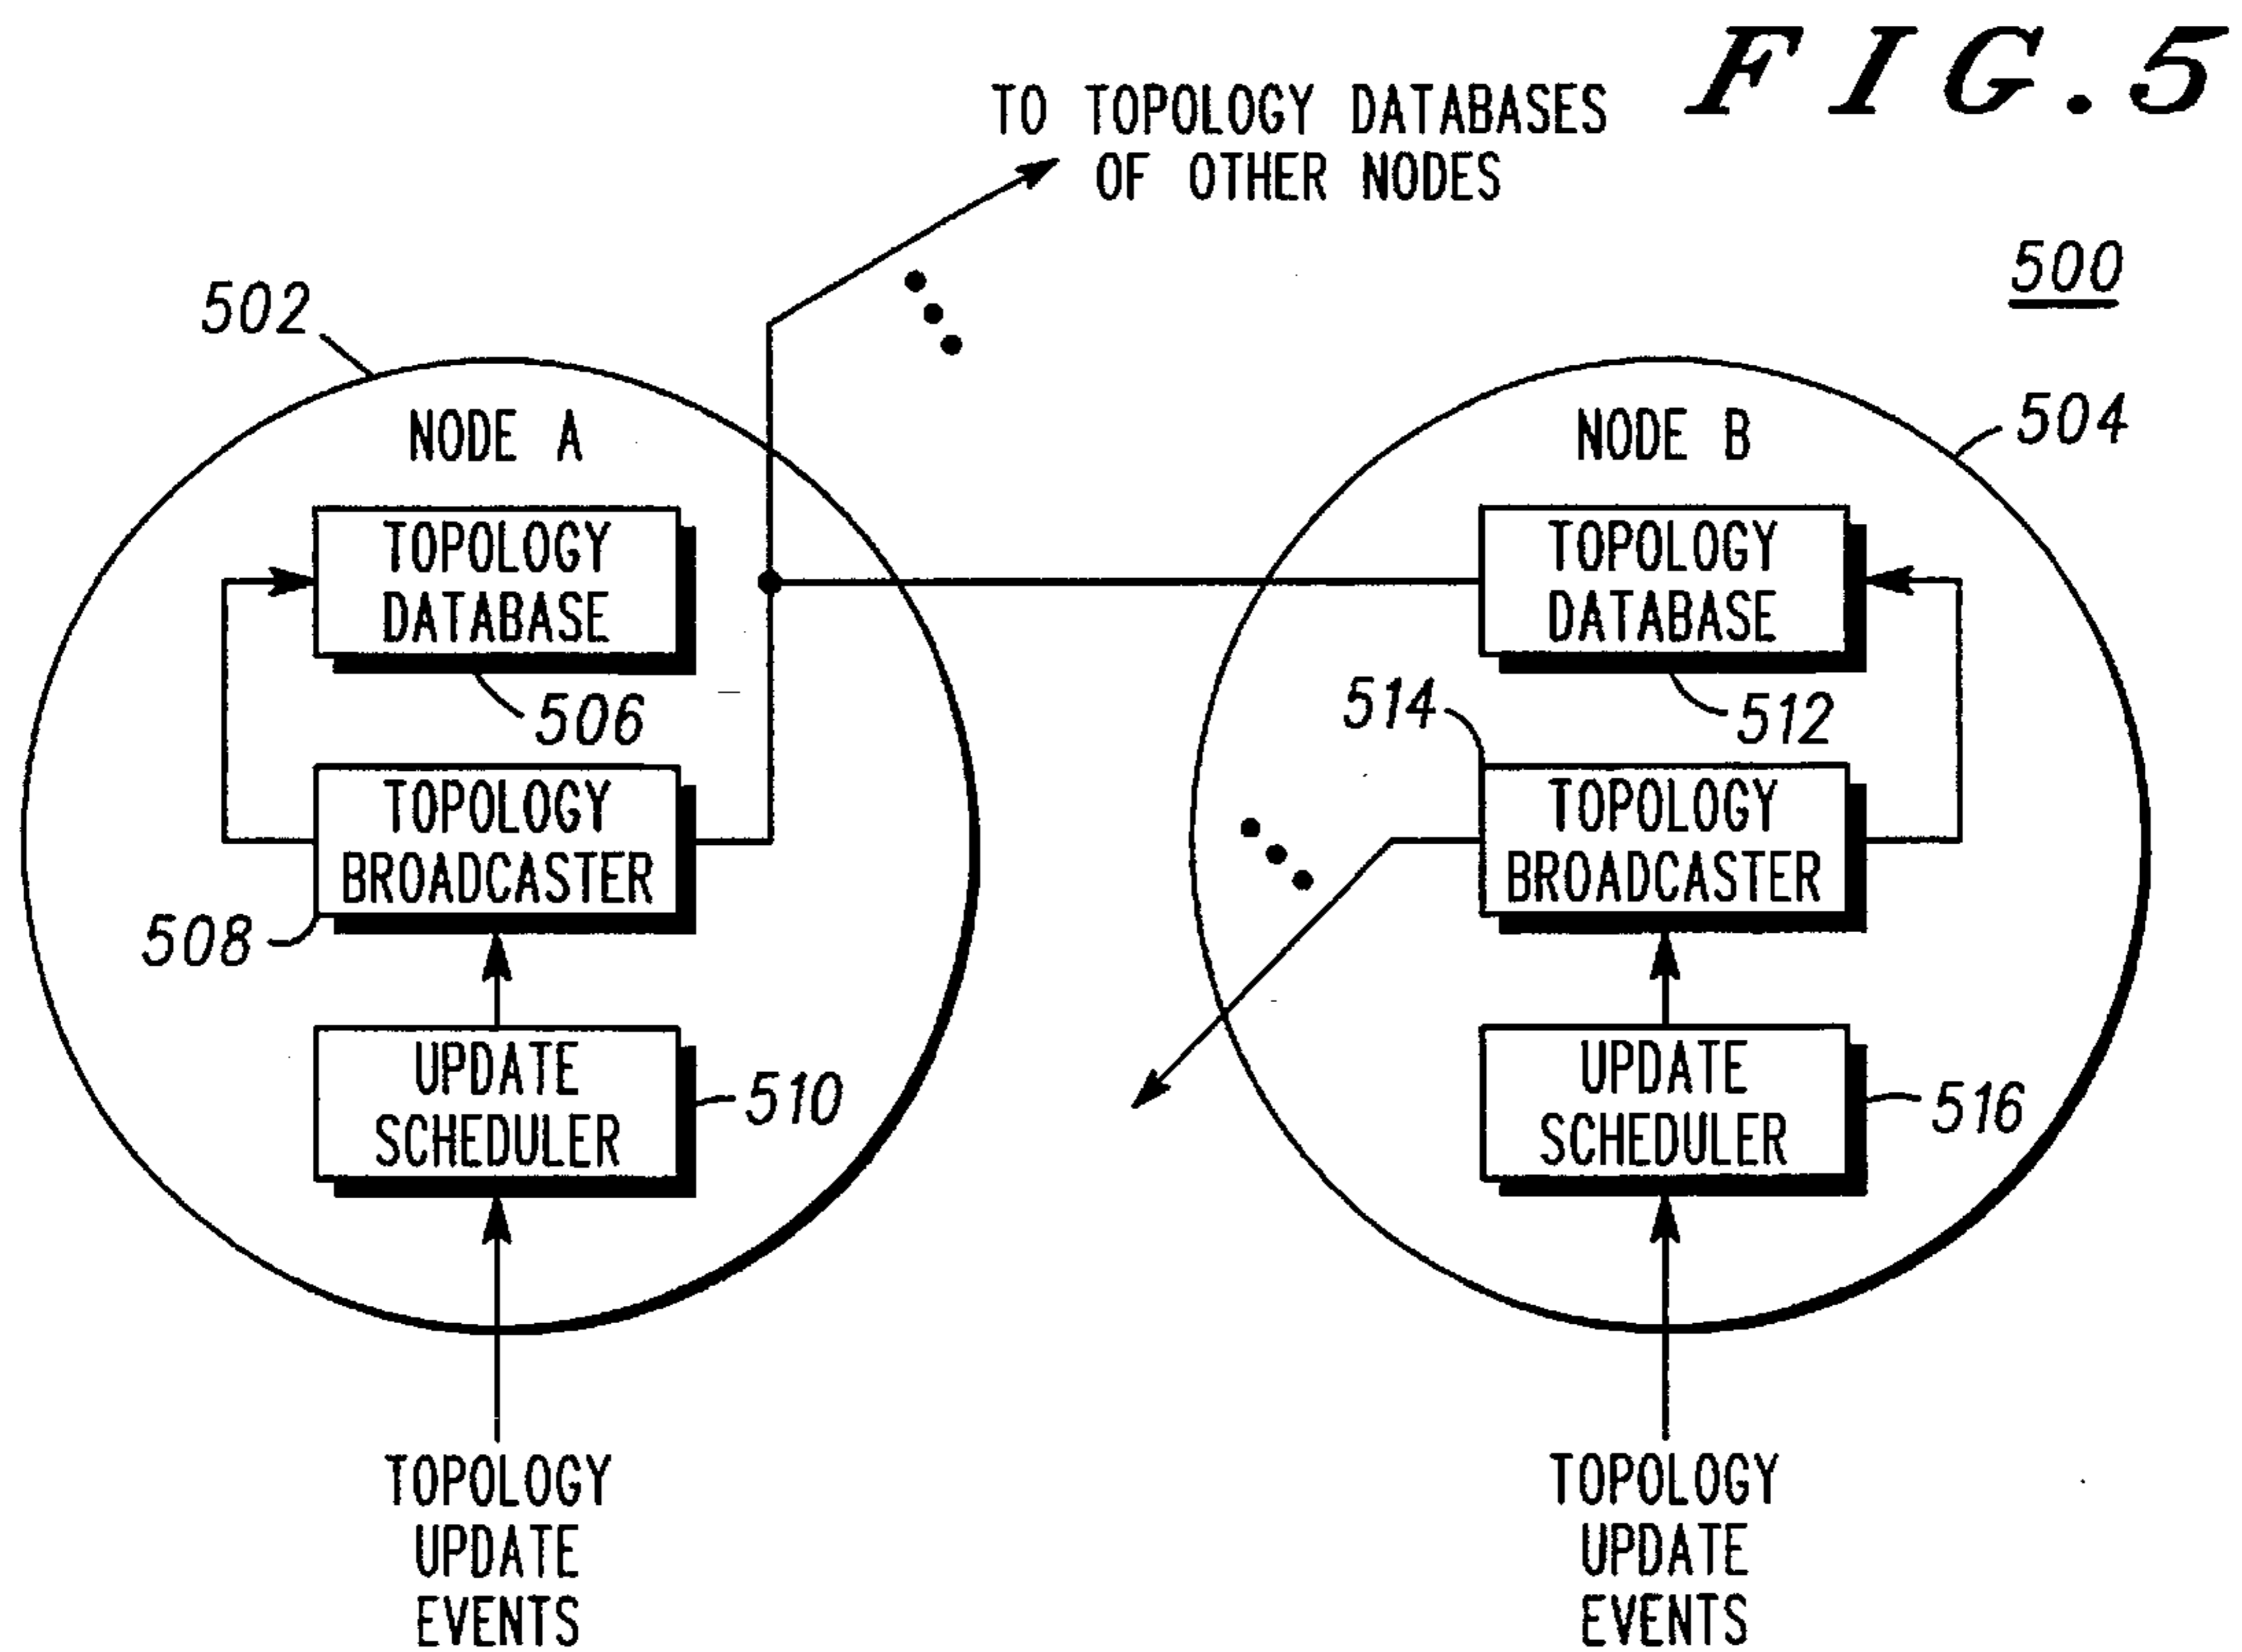 FIG.5
TO TOPOLOGY DATABASES
OF OTHER NODES
500
502
504
NODE A
NODE B
TOPOLOGY
DATABASE
506
TOPOLOGY
DATABASE
512
514
TOPOLOGY
BROADCASTER
508
TOPOLOGY
BROADCASTER
UPDATE
SCHEDULER
510
UPDATE
SCHEDULER
516
TOPOLOGY
UPDATE
EVENTS
TOPOLOGY
UPDATE
EVENTS